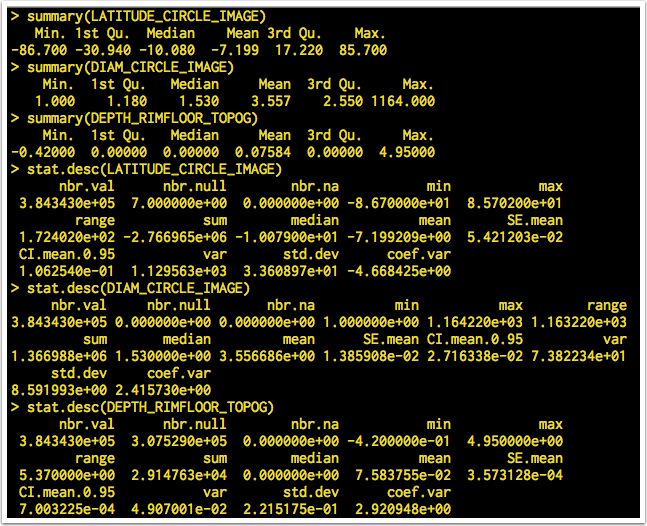 > summary(LATITUDE_CIRCLE_IMAGE)
   Min. 1st Qu.  Median    Mean 3rd Qu.    Max.
-86.700 -30.940 -10.080  -7.199  17.220  85.700
> summary(DIAM_CIRCLE_IMAGE)
    Min.  1st Qu.   Median     Mean  3rd Qu.     Max.
   1.000    1.180    1.530    3.557    2.550 1164.000
> summary(DEPTH_RIMFLOOR_TOPOG)
    Min.  1st Qu.   Median     Mean  3rd Qu.     Max.
-0.42000  0.00000  0.00000  0.07584  0.00000  4.95000
> stat.desc(LATITUDE_CIRCLE_IMAGE)
      nbr.val      nbr.null        nbr.na           min           max
 3.843430e+05  7.000000e+00  0.000000e+00 -8.670000e+01  8.570200e+01
        range           sum        median          mean       SE.mean
 1.724020e+02 -2.766965e+06 -1.007900e+01 -7.199209e+00  5.421203e-02
 CI.mean.0.95           var       std.dev      coef.var
 1.062540e-01  1.129563e+03  3.360897e+01 -4.668425e+00
> stat.desc(DIAM_CIRCLE_IMAGE)
     nbr.val     nbr.null       nbr.na          min          max        range
3.843430e+05 0.000000e+00 0.000000e+00 1.000000e+00 1.164220e+03 1.163220e+03
         sum       median         mean      SE.mean CI.mean.0.95          var
1.366988e+06 1.530000e+00 3.556686e+00 1.385908e-02 2.716338e-02 7.382234e+01
     std.dev     coef.var
8.591993e+00 2.415730e+00
> stat.desc(DEPTH_RIMFLOOR_TOPOG)
      nbr.val      nbr.null        nbr.na           min           max
 3.843430e+05  3.075290e+05  0.000000e+00 -4.200000e-01  4.950000e+00
        range           sum        median          mean       SE.mean
 5.370000e+00  2.914763e+04  0.000000e+00  7.583755e-02  3.573128e-04
 CI.mean.0.95           var       std.dev      coef.var
 7.003225e-04  4.907001e-02  2.215175e-01  2.920948e+00